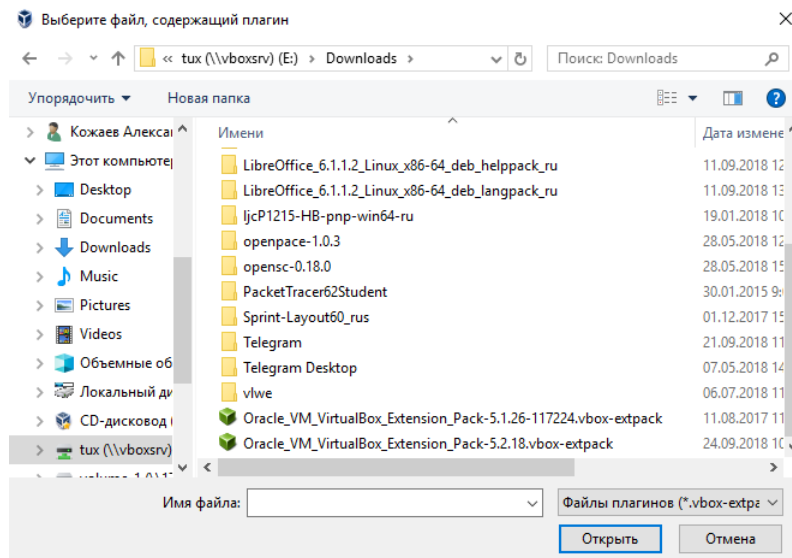 Выберите файл, содержащий плагин
« tux (\\vboxsrv) (E:) > Downloads >
Поиск: Downloads
Упорядочить
Новая папка
Кожаев Алекса
Этот компьюте
Desktop
Documents
Downloads
Music
Pictures
Videos
Объемные об
Локальный ди
CD-дисковод (
tux (\\vboxsrv)
Имени
Дата измене
LibreOffice_6.1.1.2_Linux_x86-64_deb_helppack_ru 11.09.2018 12
LibreOffice_6.1.1.2_Linux_x86-64_deb_langpack_ru 11.09.2018 13
ljcP1215-HB-pnp-win64-ru 19.01.2018 10
openpace-1.0.3 28.05.2018 12
opensc-0.18.0 28.05.2018 15
PacketTracer62Student 30.01.2015 9:
Sprint-Layout60_rus 01.12.2017 15
Telegram 21.09.2018 11
Telegram Desktop 07.05.2018 14
vlwe 06.07.2018 11
Oracle_VM_VirtualBox_Extension_Pack-5.1.26-117224.vbox-extpack 11.08.2017 11
Oracle_VM_VirtualBox_Extension_Pack-5.2.18.vbox-extpack 24.09.2018 10
Имя файла:
Файлы плагинов (*.vbox-extpa
Открыть
Отмена